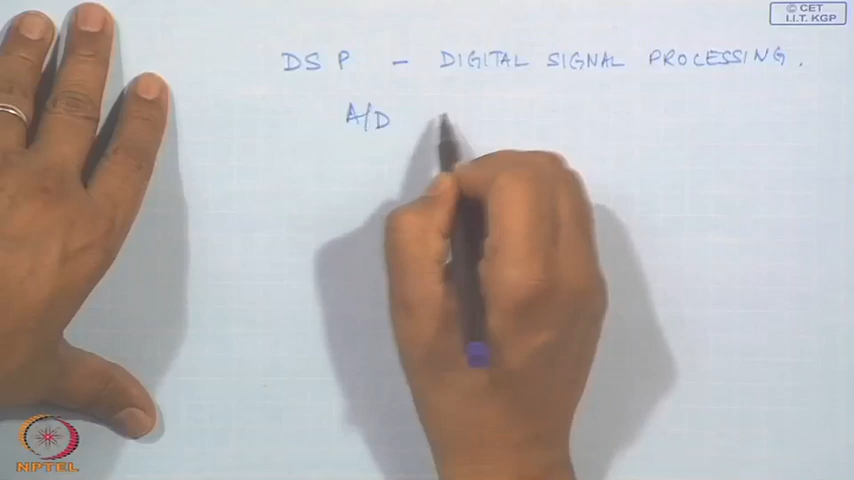 © CET
I.I.T. KGP
DSP - DIGITAL SIGNAL PROCESSING.
A/D
NPTEL